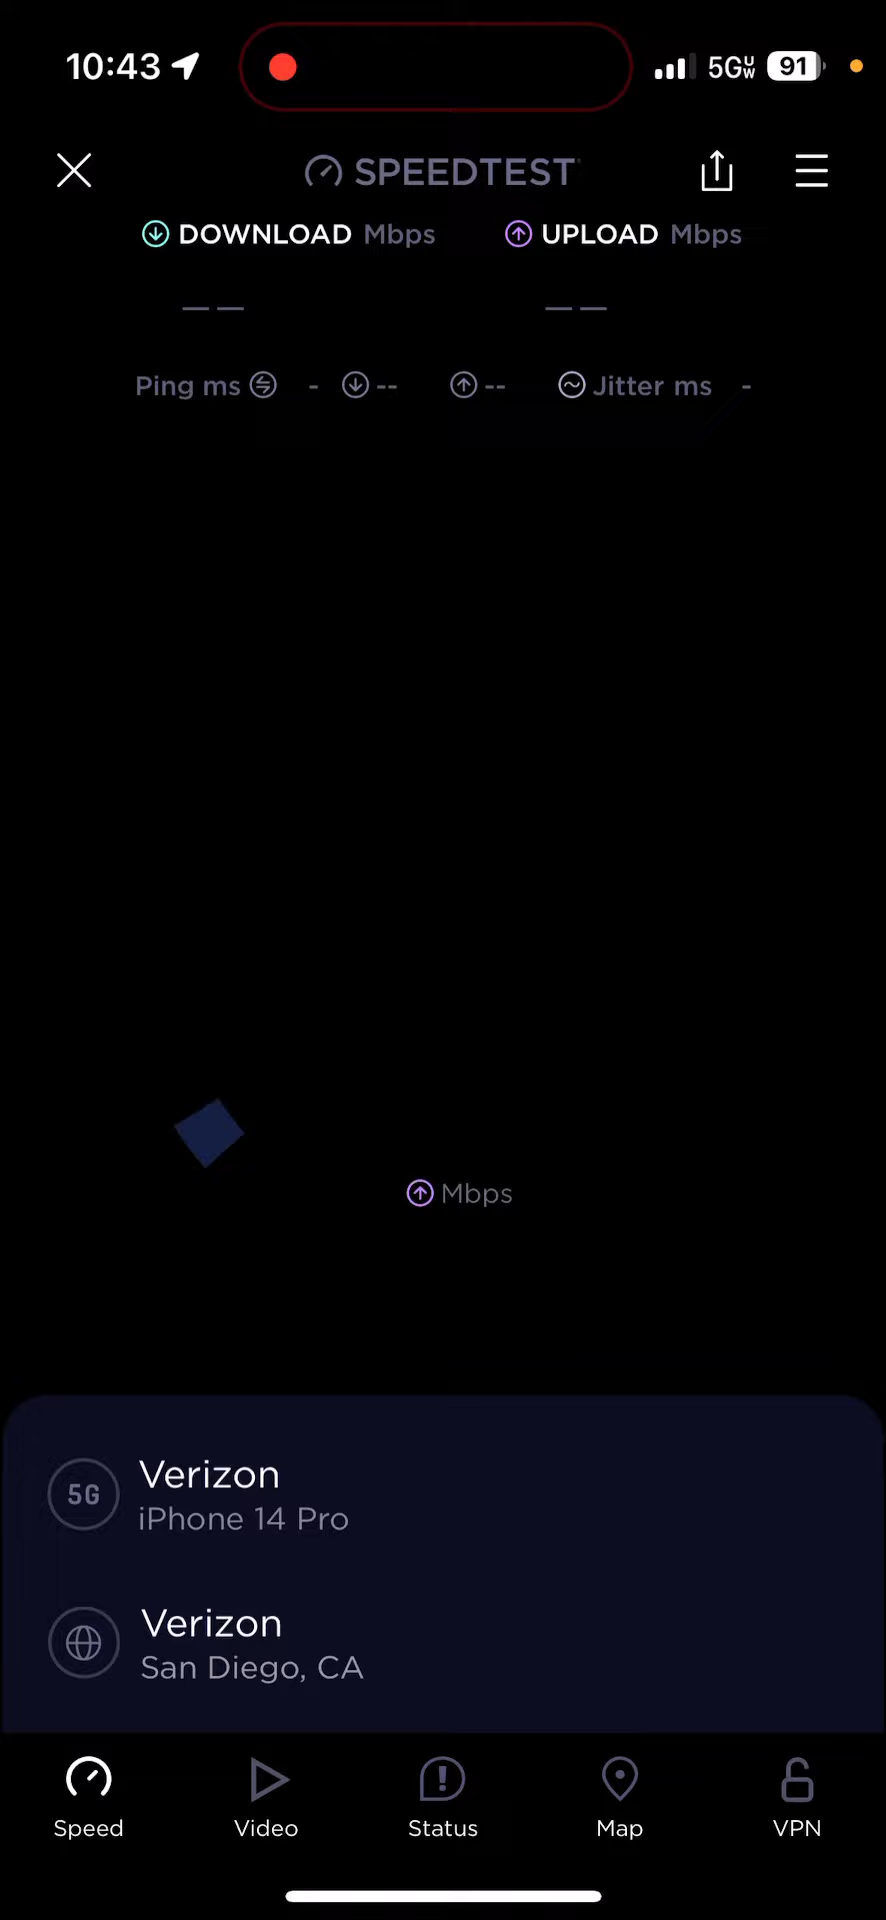 10:43 5GUW 91
SPEEDTEST
DOWNLOAD Mbps UPLOAD Mbps
— — — —
Ping ms - -- -- Jitter ms -
Mbps
5G Verizon
iPhone 14 Pro
Verizon
San Diego, CA
Speed Video Status Map VPN